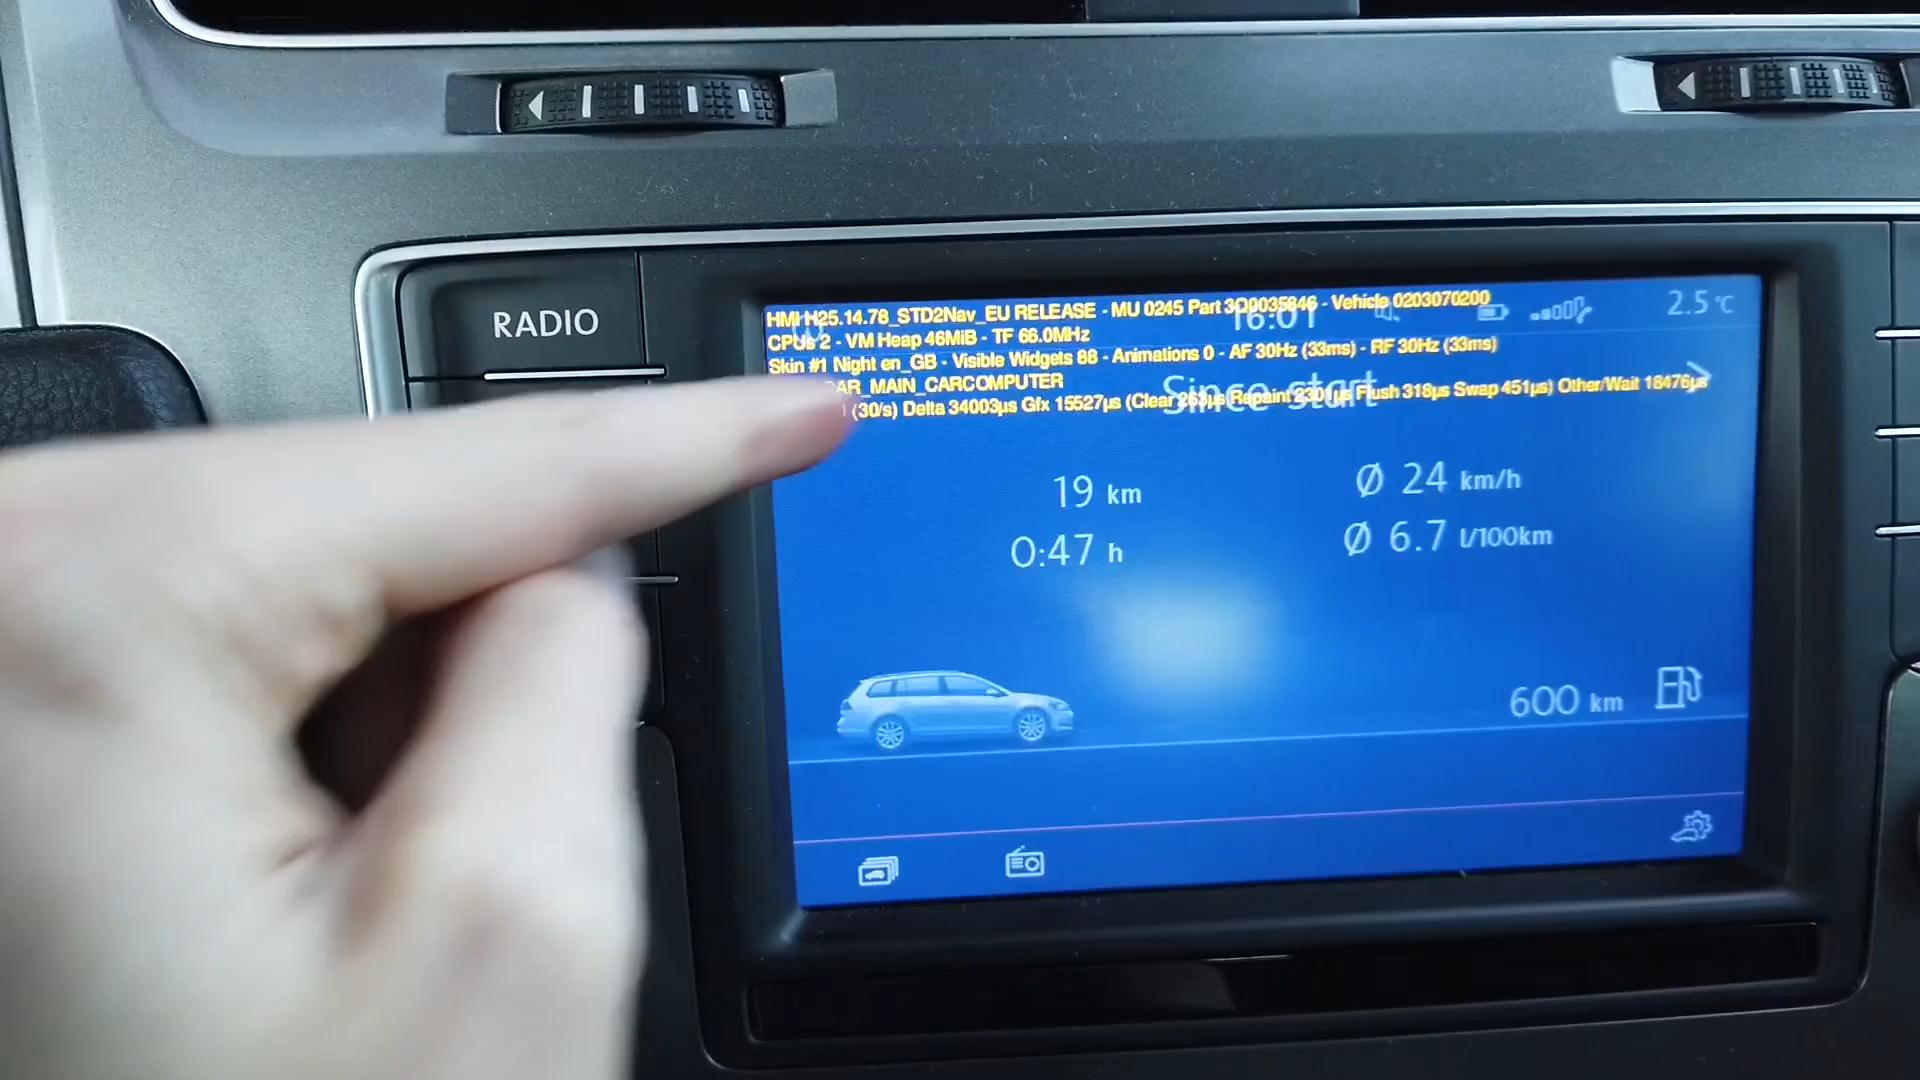 RADIO
HMI H25.14.78_STD2Nav_EU RELEASE - MU 0245 Part 3Q0035846 - Vehicle 0203070200
CPUs 2 - VM Heap 46MiB - TF 66.0MHz
Skin #1 Night en_GB - Visible Widgets 88 - Animations 0 - AF 30Hz (33ms) - RF 30Hz (33ms)
AR_MAIN_CARCOMPUTER
(30/s) Delta 34003µs Gfx 15527µs (Clear 263µs Repaint 2301µs Flush 318µs Swap 451µs) Other/Wait 18476µs
16:01
2.5 °C
Since start
19 km
Ø 24 km/h
0:47 h
Ø 6.7 l/100km
600 km